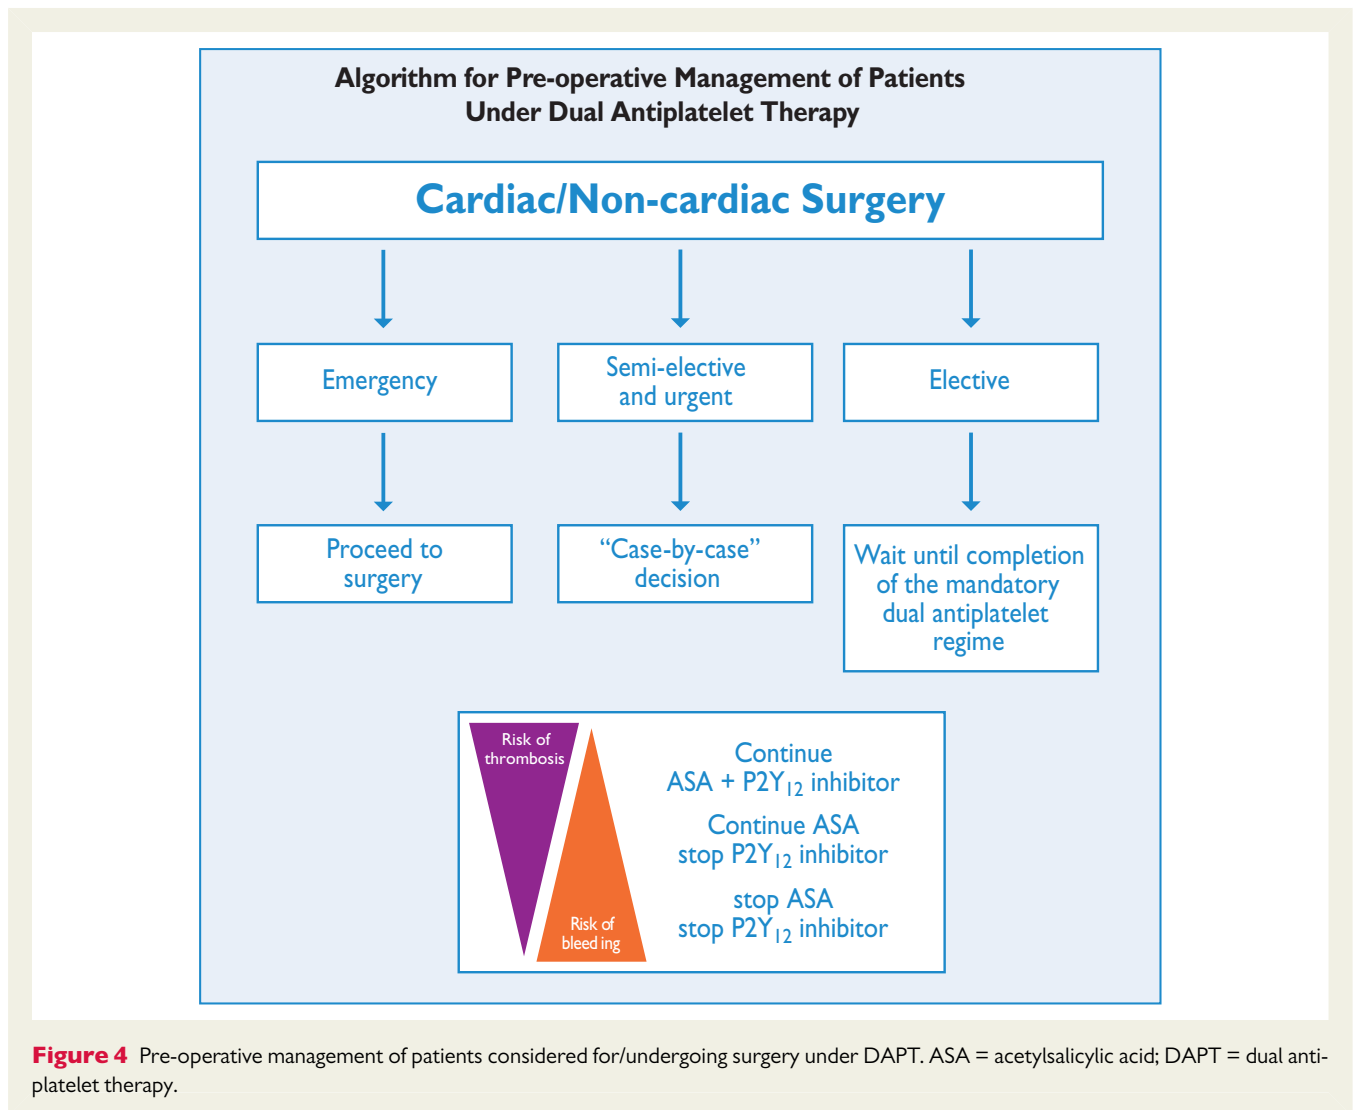 Algorithm for Pre-operative Management of Patients
Under Dual Antiplatelet Therapy
Cardiac/Non-cardiac Surgery
Emergency
Semi-elective
and urgent
Elective
Proceed to
surgery
“Case-by-case”
decision
Wait until completion
of the mandatory
dual antiplatelet
regime
Risk of
thrombosis
Risk of
bleeding
Continue
ASA + P2Y12 inhibitor
Continue ASA
stop P2Y12 inhibitor
stop ASA
stop P2Y12 inhibitor
Figure 4 Pre-operative management of patients considered for/undergoing surgery under DAPT. ASA = acetylsalicylic acid; DAPT = dual anti-
platelet therapy.